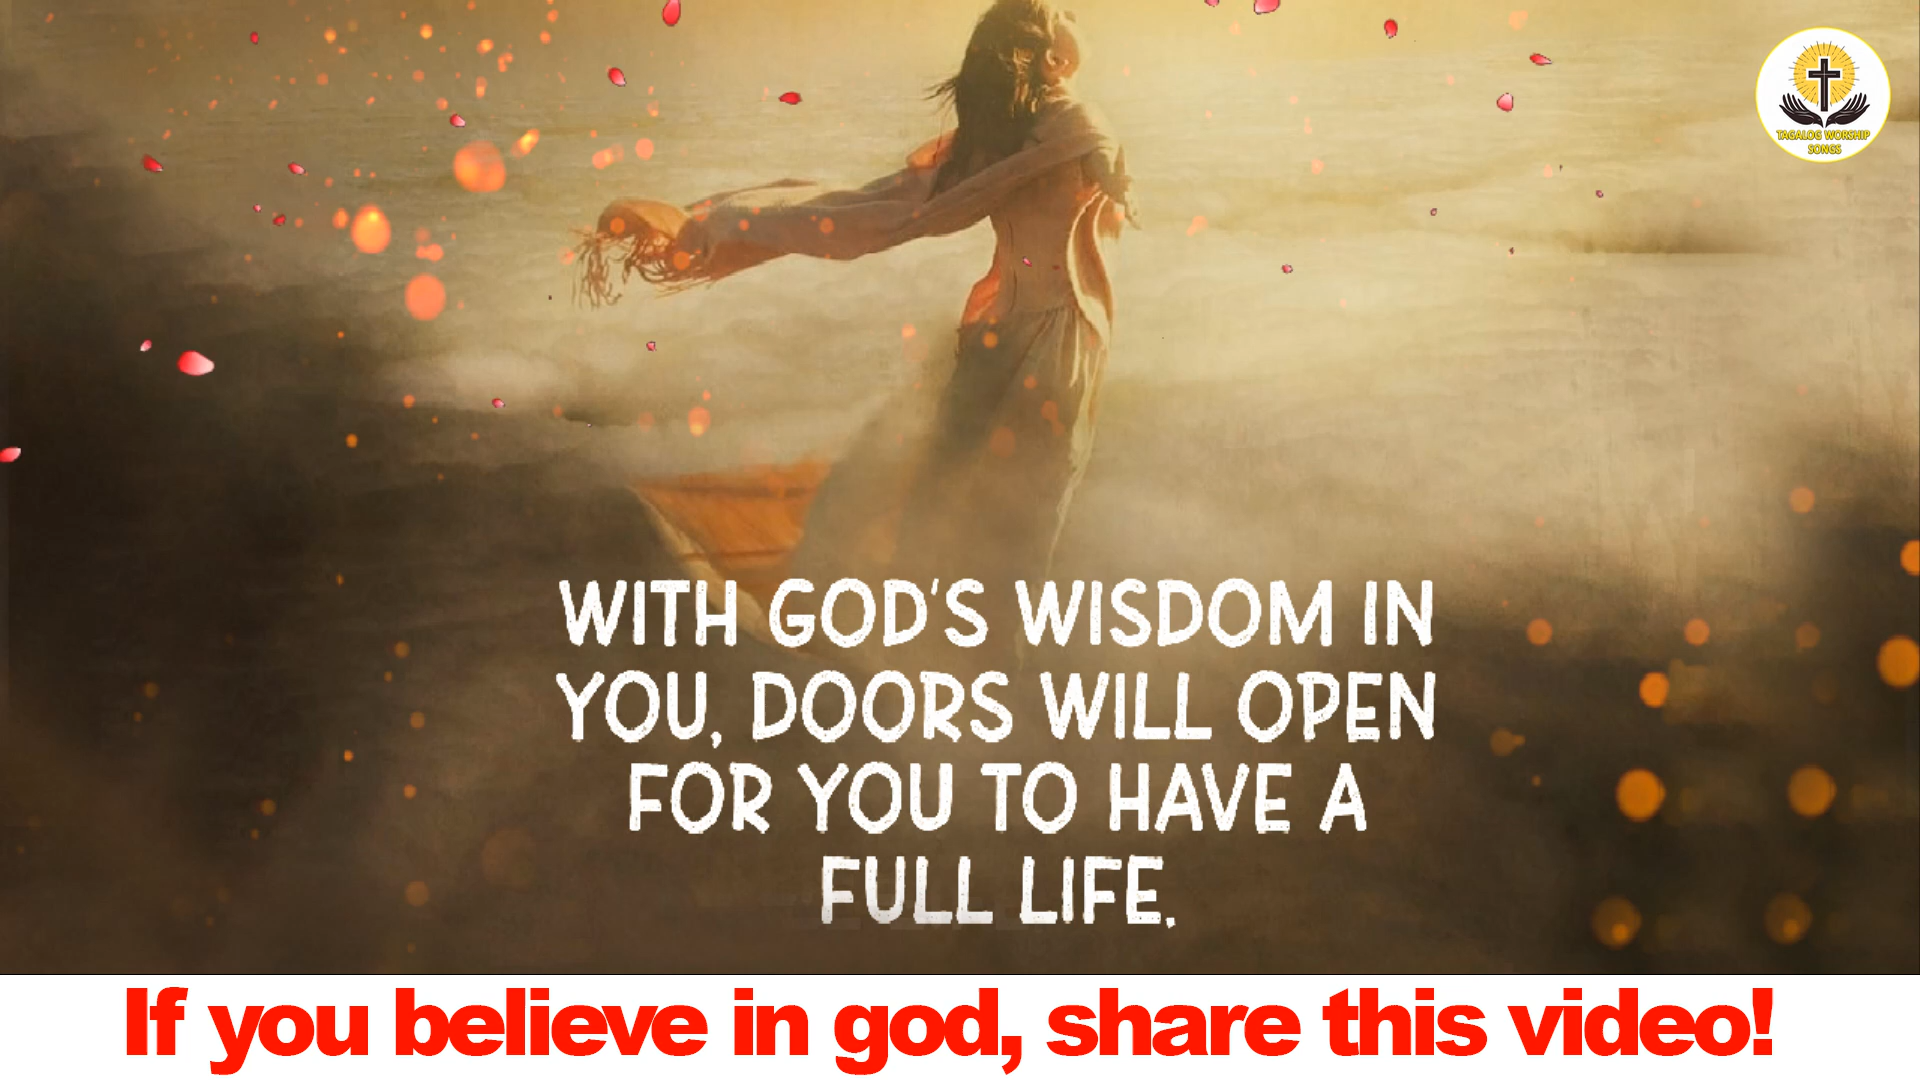 TAGALOG WORSHIP
SONGS
WITH GOD'S WISDOM IN
YOU, DOORS WILL OPEN
FOR YOU TO HAVE A
FULL LIFE.
If you believe in god, share this video!